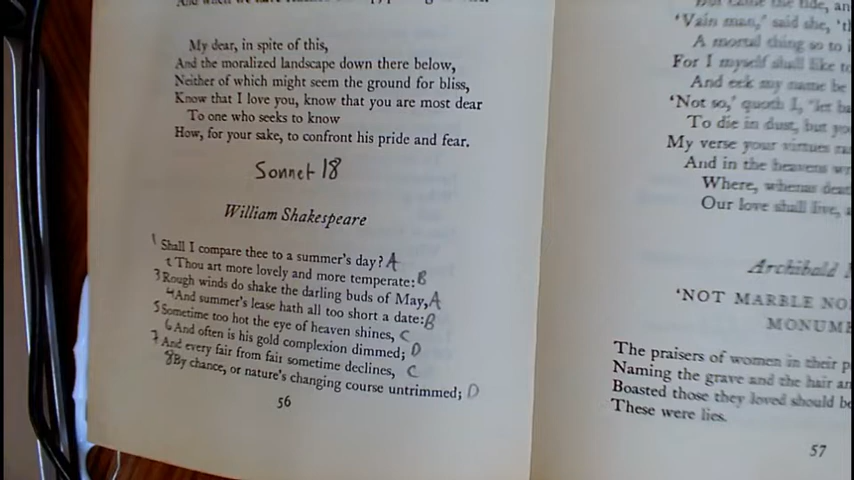 My dear, in spite of this,
And the moralized landscape down there below,
Neither of which might seem the ground for bliss,
Know that I love you, know that you are most dear
To one who seeks to know
How, for your sake, to confront his pride and fear.
Sonnet 18
William Shakespeare
1 Shall I compare thee to a summer's day? A
2 Thou art more lovely and more temperate: B
3 Rough winds do shake the darling buds of May, A
4 And summer's lease hath all too short a date: B
5 Sometime too hot the eye of heaven shines, C
6 And often is his gold complexion dimmed; D
7 And every fair from fair sometime declines, C
8 By chance, or nature's changing course untrimmed; D
56
'Vain man,' said she,
A mortal thing so to
For I myself shall like to
And eek my name be
'Not so,' quoth I, 'let
To die in dust, but
My verse your virtues
And in the heavens
Where, whenas
Our love shall live,
Archibald
'NOT MARBLE
The praisers of women in their
Naming the grave and the hair
Boasted those they loved should be
These were lies.
57